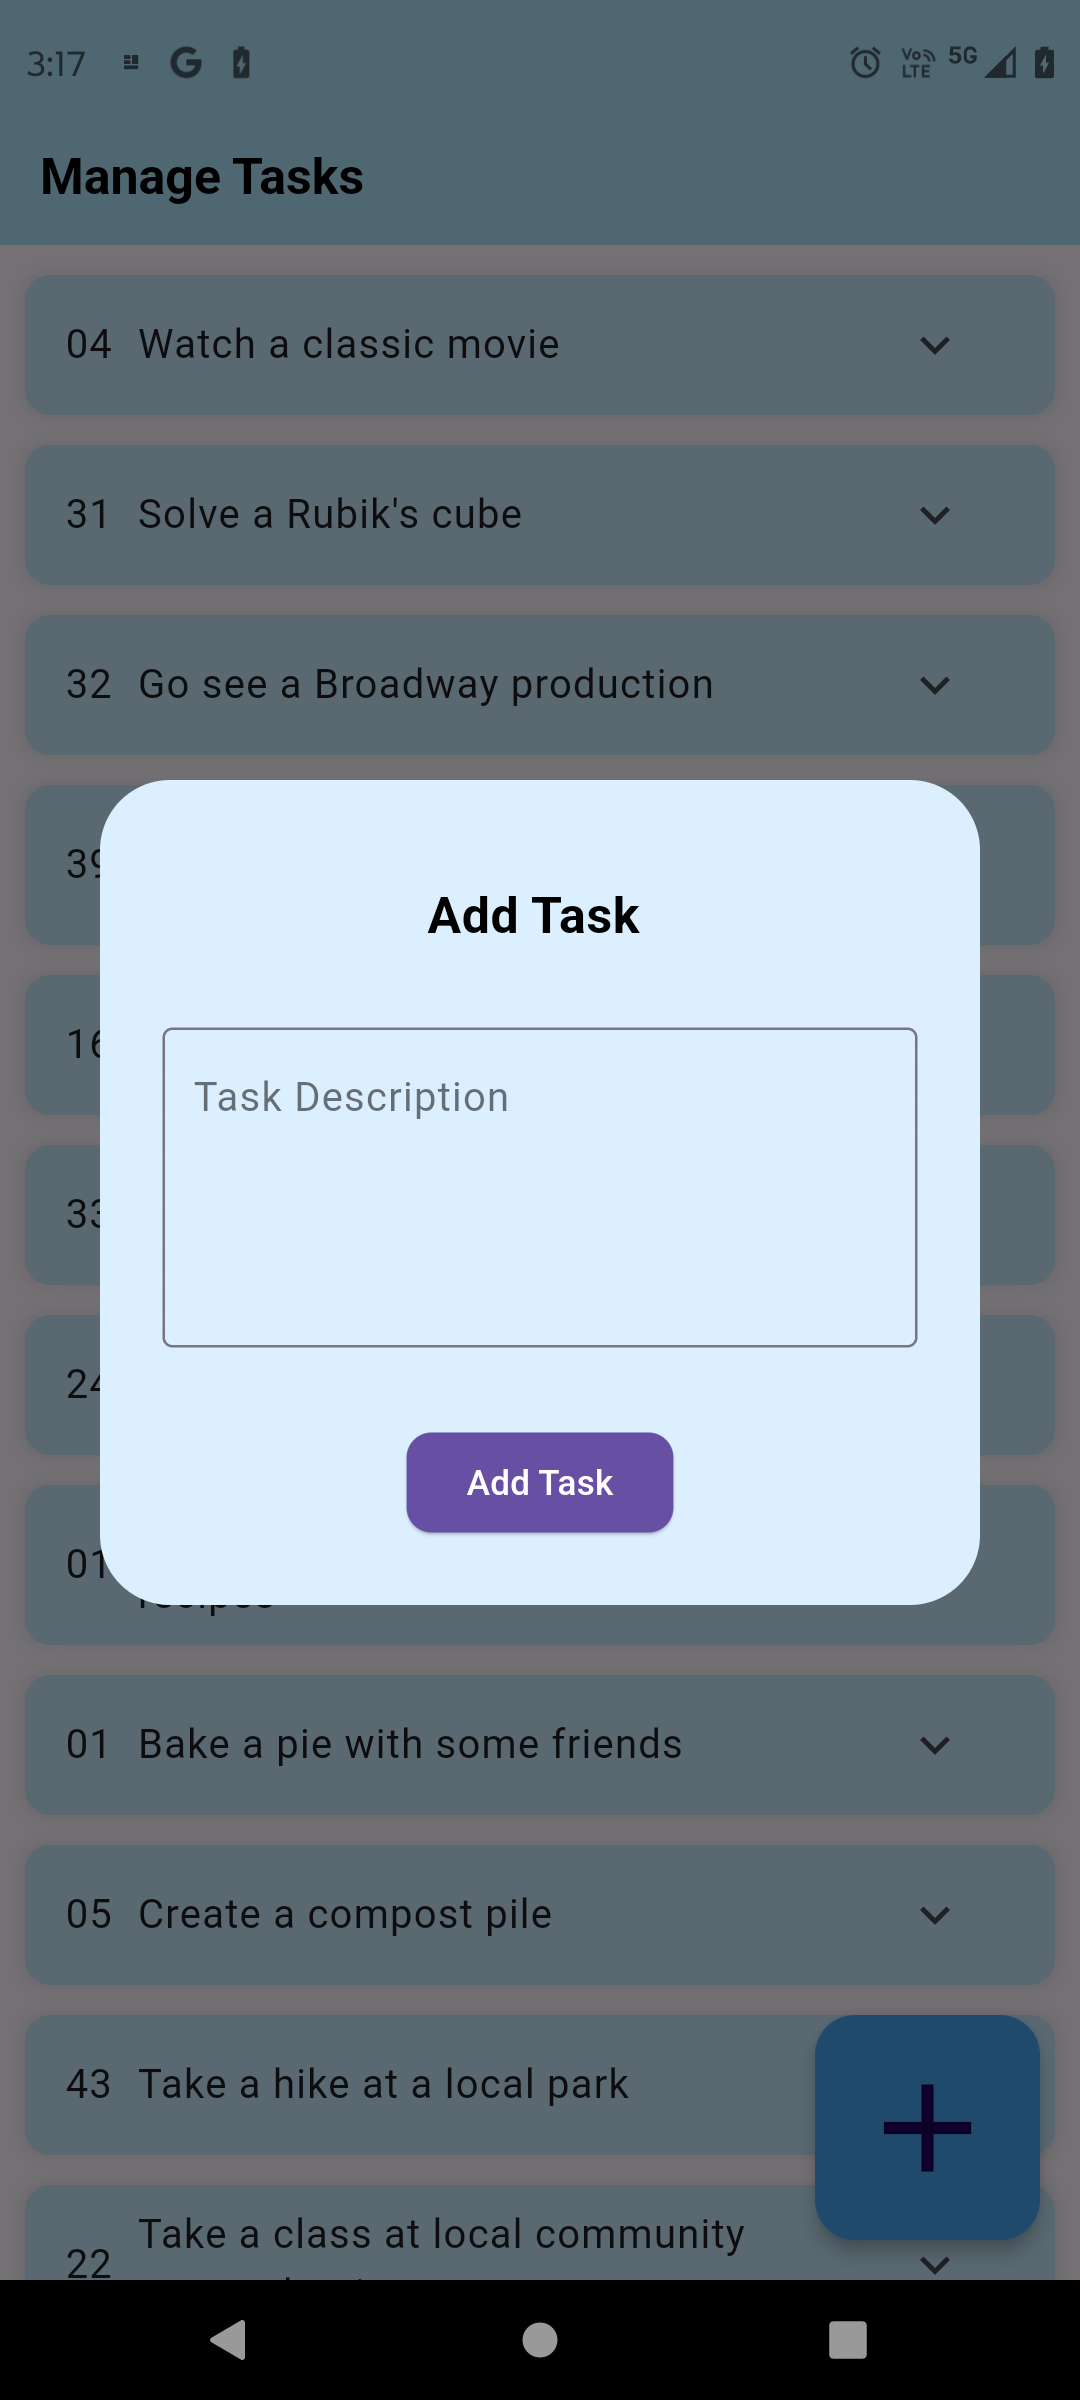 3:17
G
Vo LTE 5G
Manage Tasks
04 Watch a classic movie
31 Solve a Rubik's cube
32 Go see a Broadway production
39
Add Task
16
Task Description
33
24
Add Task
01
01 Bake a pie with some friends
05 Create a compost pile
43 Take a hike at a local park
Take a class at local community
22